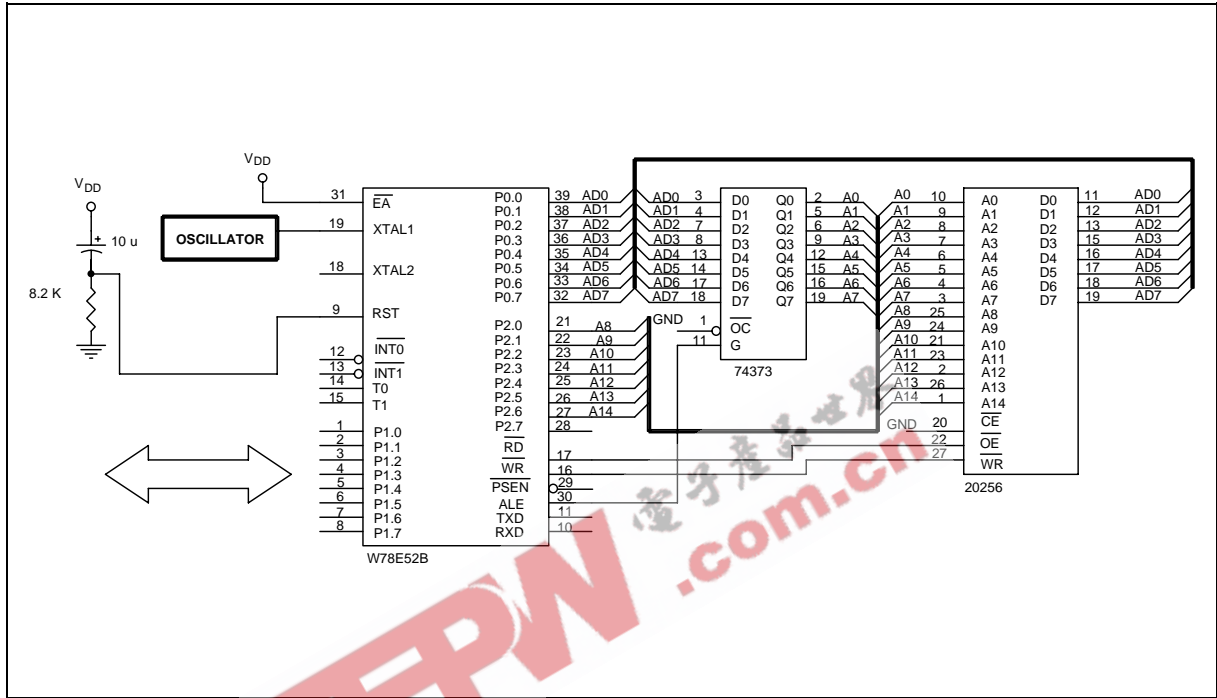 VDD
VDD
10 u
8.2 K
OSCILLATOR
31 EA
19 XTAL1
18 XTAL2
9 RST
12 INT0
13 INT1
14 T0
15 T1
1 P1.0
2 P1.1
3 P1.2
4 P1.3
5 P1.4
6 P1.5
7 P1.6
8 P1.7
P0.0 39 AD0
P0.1 38 AD1
P0.2 37 AD2
P0.3 36 AD3
P0.4 35 AD4
P0.5 34 AD5
P0.6 33 AD6
P0.7 32 AD7
P2.0 21 A8
P2.1 22 A9
P2.2 23 A10
P2.3 24 A11
P2.4 25 A12
P2.5 26 A13
P2.6 27 A14
P2.7 28
RD 17
WR 16
PSEN 29
ALE 30
TXD 11
RXD 10
W78E52B
AD0 3 D0 Q0 2 A0
AD1 4 D1 Q1 5 A1
AD2 7 D2 Q2 6 A2
AD3 8 D3 Q3 9 A3
AD4 13 D4 Q4 12 A4
AD5 14 D5 Q5 15 A5
AD6 17 D6 Q6 16 A6
AD7 18 D7 Q7 19 A7
GND 1 OC
11 G
74373
A0 10 A0 D0 11 AD0
A1 9 A1 D1 12 AD1
A2 8 A2 D2 13 AD2
A3 7 A3 D3 15 AD3
A4 6 A4 D4 16 AD4
A5 5 A5 D5 17 AD5
A6 4 A6 D6 18 AD6
A7 3 A7 D7 19 AD7
A8 25 A8
A9 24 A9
A10 21 A10
A11 23 A11
A12 2 A12
A13 26 A13
A14 1 A14
GND 20 CE
22 OE
27 WR
20256
電子產品世界
.com.cn
EEPW